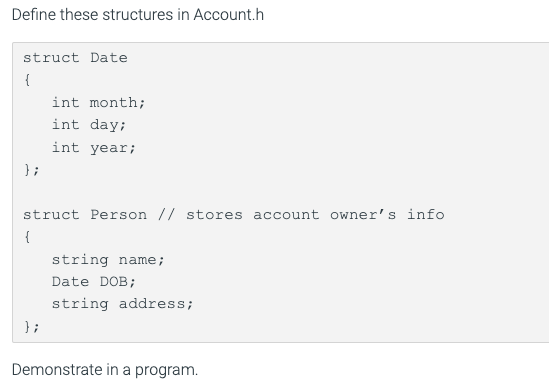 Define these structures in Account.h
struct Date
{
int month;
int day;
int year;
};
struct Person // stores account owner’s info
{
string name;
Date DOB;
string address;
};
Demonstrate in a program.